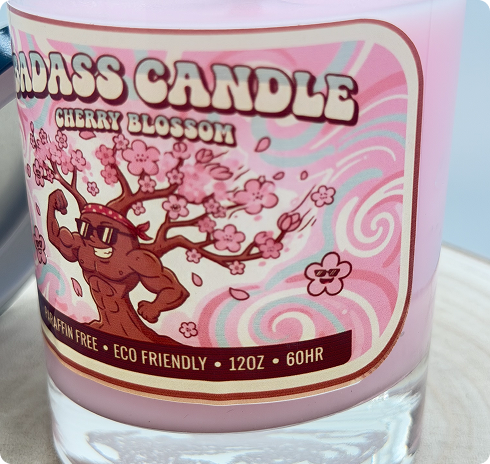 BADASS CANDLE
CHERRY BLOSSOM
PARAFFIN FREE • ECO FRIENDLY • 12OZ • 60HR